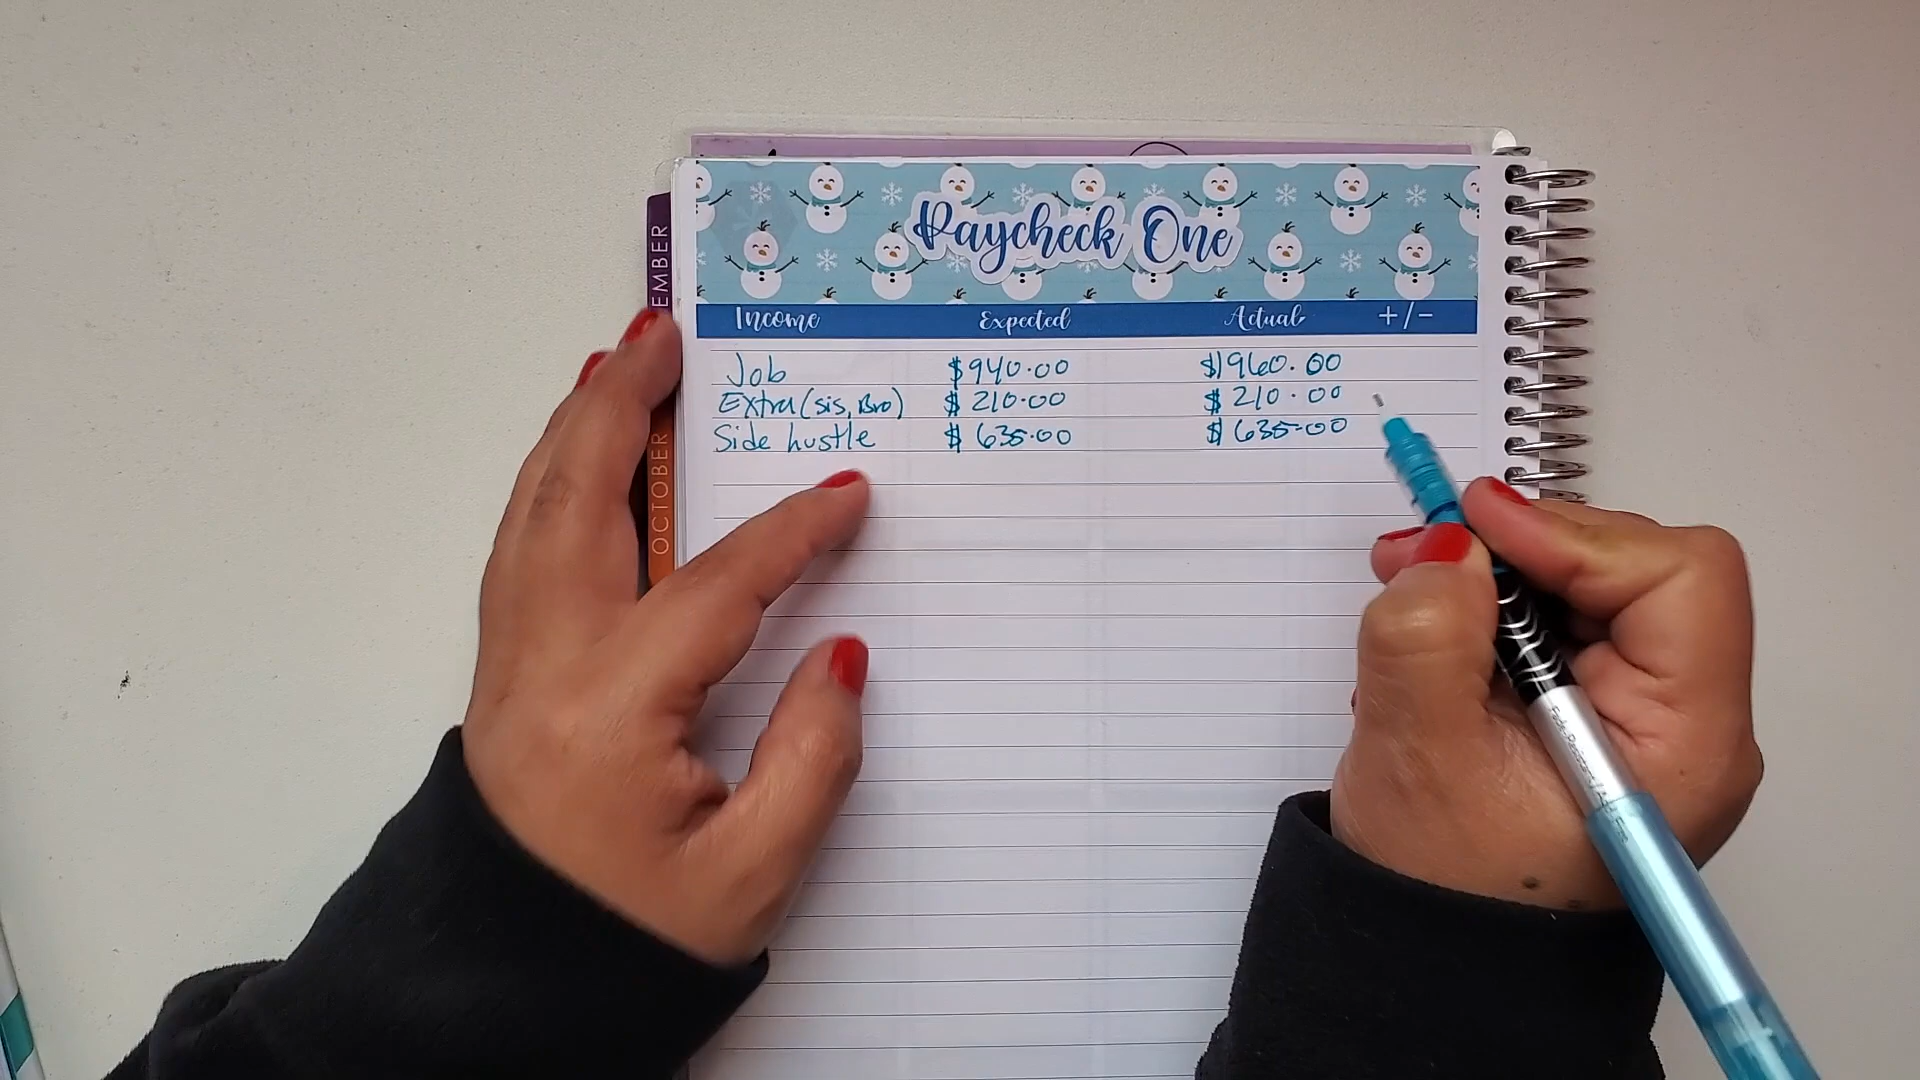 Paycheck One
Income Expected Actual +/-
Job $940.00 $1960.00
Extra(sis, Bro) $210.00 $210.00
Side hustle $635.00 $635.00
EMBER
OCTOBER